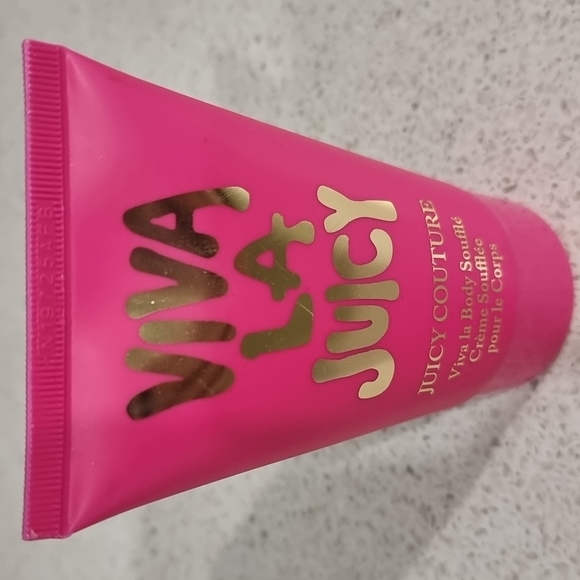 VIVA
LA
JUICY
JUICY COUTURE
Viva la Body Soufflé
Crème Soufflée
pour le Corps